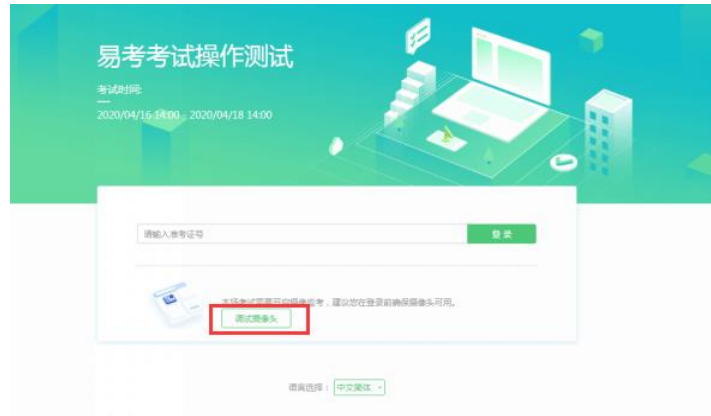 易考考试操作测试
考试时间:
2020/04/16 14:00 - 2020/04/18 14:00
请输入准考证号
登录
本场考试需要开启摄像监考,建议您在登录前确保摄像头可用。
调试摄像头
语言选择: 中文简体